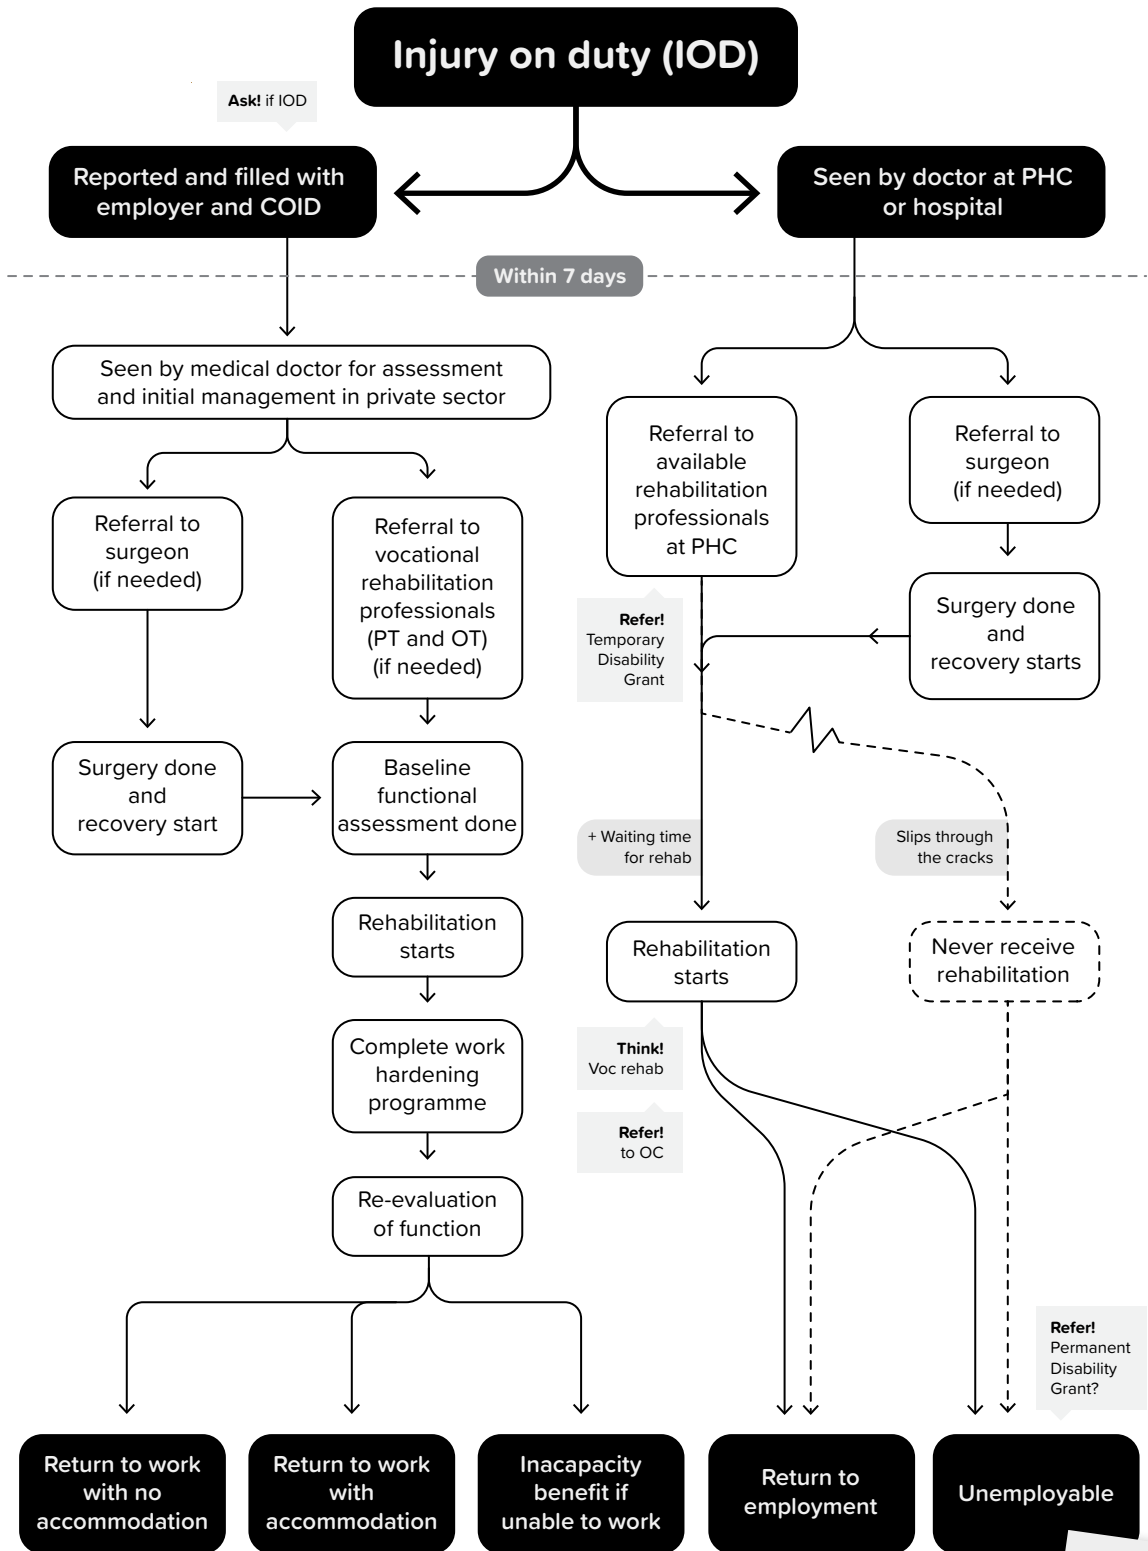 Injury on duty (IOD)
Ask! if IOD
Reported and filled with
employer and COID
Seen by doctor at PHC
or hospital
Within 7 days
Seen by medical doctor for assessment
and initial management in private sector
Referral to
surgeon
(if needed)
Referral to
vocational
rehabilitation
professionals
(PT and OT)
(if needed)
Referral to
available
rehabilitation
professionals
at PHC
Referral to
surgeon
(if needed)
Refer!
Temporary
Disability
Grant
Surgery done
and
recovery starts
Surgery done
and
recovery start
Baseline
functional
assessment done
+ Waiting time
for rehab
Slips through
the cracks
Rehabilitation
starts
Rehabilitation
starts
Never receive
rehabilitation
Complete work
hardening
programme
Think!
Voc rehab
Refer!
to OC
Re-evaluation
of function
Refer!
Permanent
Disability
Grant?
Return to work
with no
accommodation
Return to work
with
accommodation
Inacapacity
benefit if
unable to work
Return to
employment
Unemployable